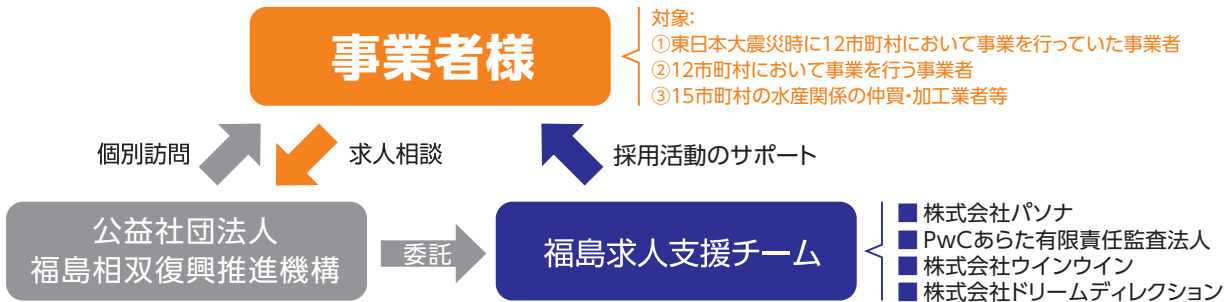 事業者様
対象:
①東日本大震災時に12市町村において事業を行っていた事業者
②12市町村において事業を行う事業者
③15市町村の水産関係の仲買・加工業者等
個別訪問
求人相談
採用活動のサポート
公益社団法人
福島相双復興推進機構
委託
福島求人支援チーム
■ 株式会社パソナ
■ PwCあらた有限責任監査法人
■ 株式会社ウインウイン
■ 株式会社ドリームディレクション